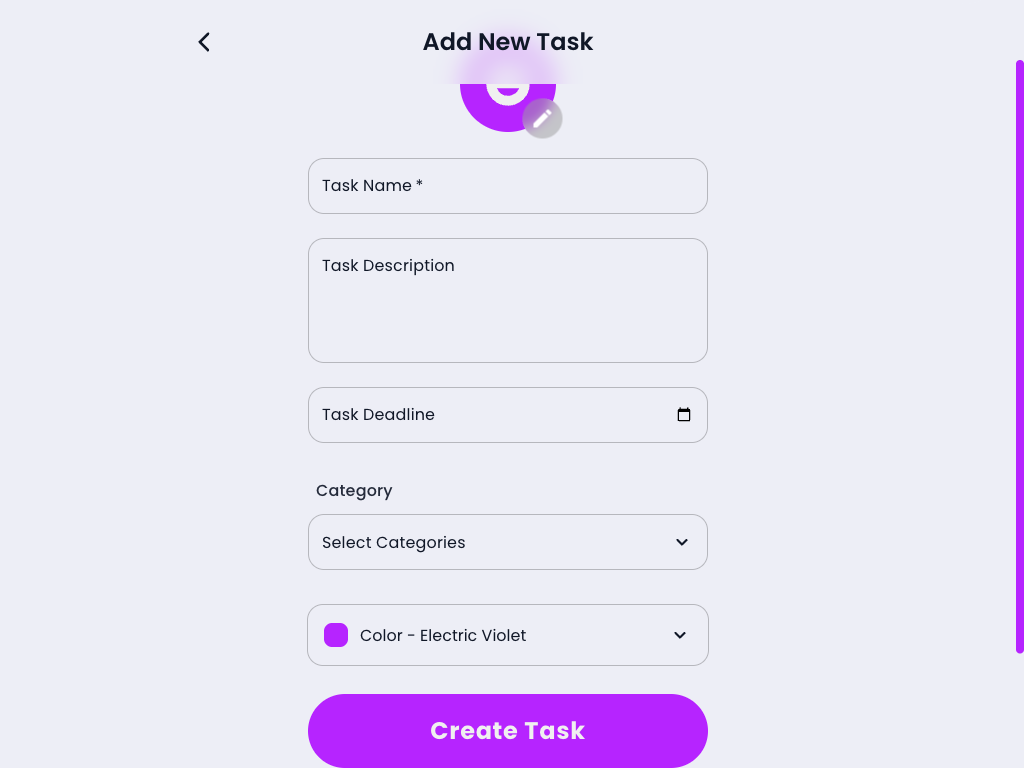 Add New Task
Task Name *
Task Description
Task Deadline
Category
Select Categories
Color - Electric Violet
Create Task